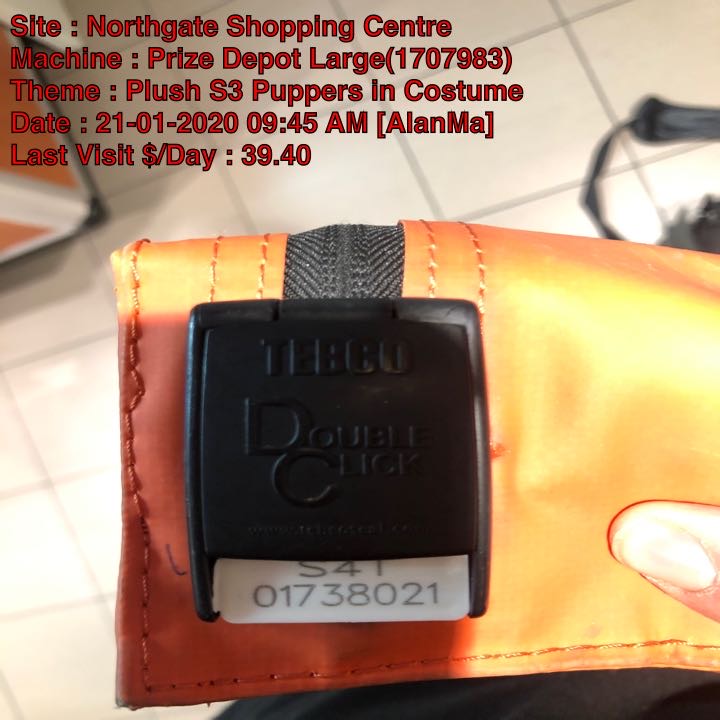 Site : Northgate Shopping Centre
Machine : Prize Depot Large(1707983)
Theme : Plush S3 Puppers in Costume
Date : 21-01-2020 09:45 AM [AlanMa]
Last Visit $/Day : 39.40
TEBCO
DOUBLE
CLICK
S41
01738021